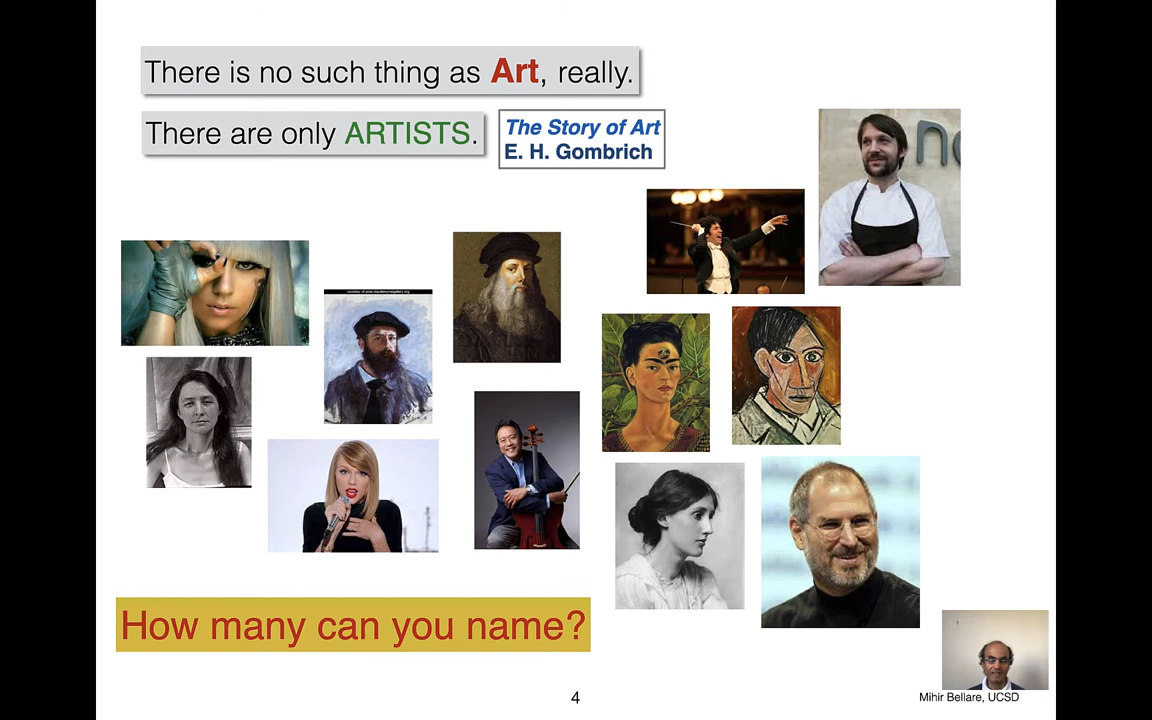 There is no such thing as Art, really.
There are only ARTISTS.
The Story of Art
E. H. Gombrich
How many can you name?
4
Mihir Bellare, UCSD